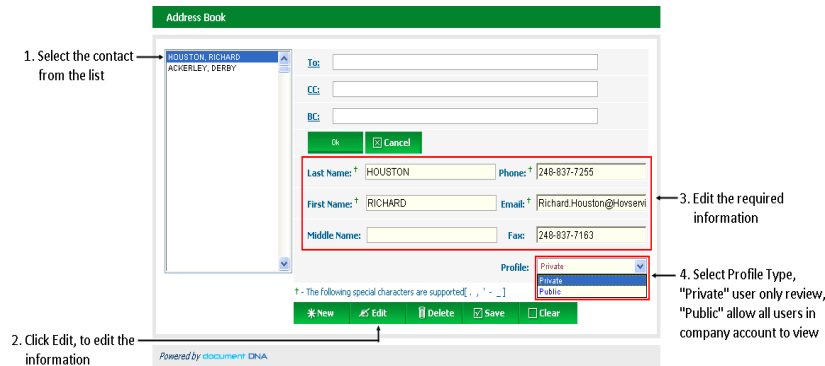 Address Book
1. Select the contact
from the list
HOUSTON, RICHARD
ACKERLEY, DERBY
To:
CC:
BC:
Ok Cancel
Last Name: † HOUSTON Phone: † 248-837-7255
First Name: † RICHARD Email: † Richard.Houston@Hovservi
Middle Name: Fax: 248-837-7163
3. Edit the required
information
Profile: Private
Private
Public
4. Select Profile Type,
"Private" user only review,
"Public" allow all users in
company account to view
† - The following special characters are supported[ . , ' - _ ]
New Edit Delete Save Clear
2. Click Edit, to edit the
information
Powered by document DNA